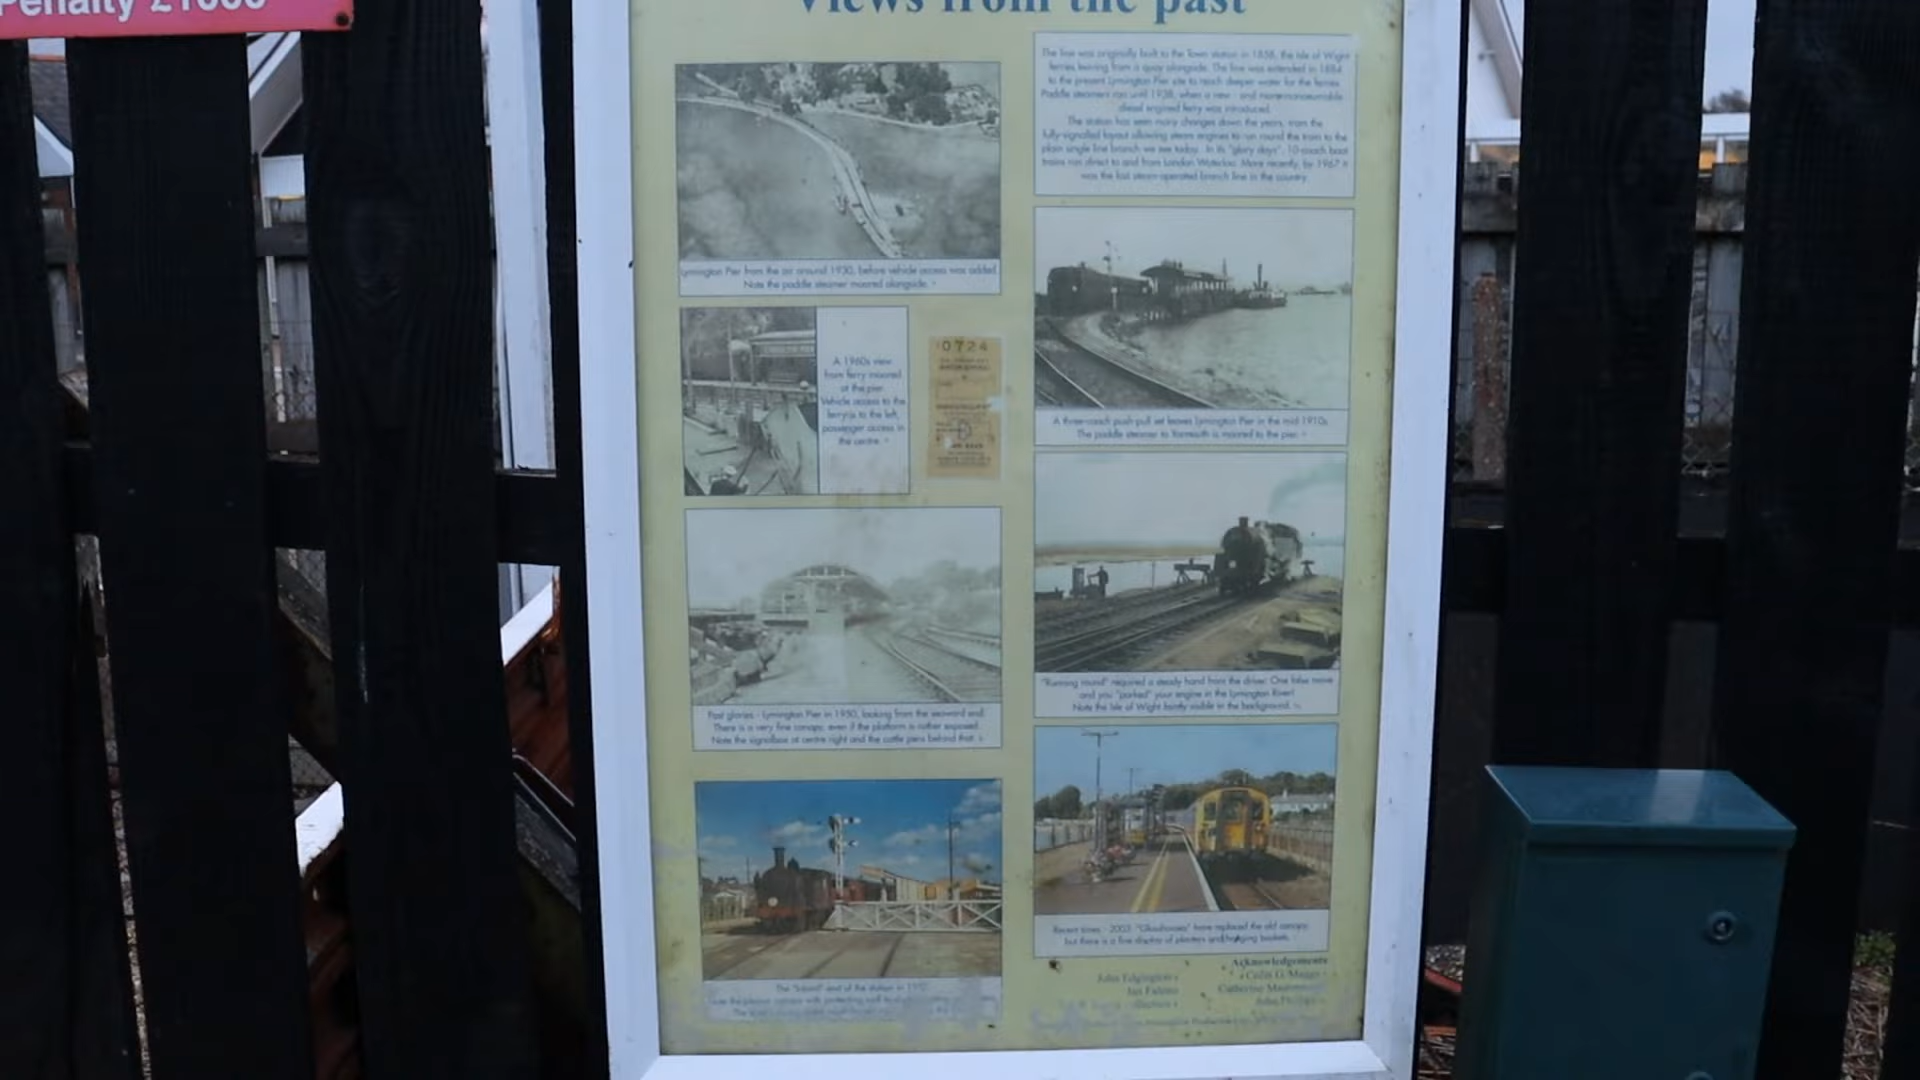 Penalty £1000
Views from the past
The line was originally built to the Town station in 1858, the Isle of Wight
ferries leaving from a quay alongside. The line was extended in 1884
to the present Lymington Pier site to reach deeper water for the ferries.
Paddle steamers ran until 1938, when a new - and more manoeuvrable
diesel engined ferry was introduced.
The station has seen many changes down the years, from the
fully-signalled layout allowing steam engines to run round the train to the
plain single line branch we see today. In its "glory days", 10-coach boat
trains ran direct to and from London Waterloo. More recently, by 1967 it
was the last steam-operated branch line in the country.
Lymington Pier from the air around 1930, before vehicle access was added.
Note the paddle steamer moored alongside.
A three-coach push-pull set leaves Lymington Pier in the mid 1910s.
The paddle steamer to Yarmouth is moored to the pier.
A 1960s view
from ferry moored
at the pier.
Vehicle access to the
ferry is to the left,
passenger access in
the centre.
0724
"Running round" required a steady hand from the driver. One false move
and you "parked" your engine in the Lymington River!
Note the Isle of Wight faintly visible in the background.
Past glories - Lymington Pier in 1950, looking from the seaward end.
There is a very fine canopy, even if the platform is rather exposed.
Note the signalbox at centre right and the cattle pens behind that.
Recent times - 2003. "Glasshouses" have replaced the old canopy,
but there is a fine display of planters and hanging baskets.
The "inland" end of the station in
canopy with protecting wall
Acknowledgements
John Edgington
Colin G Maggs
Catherine